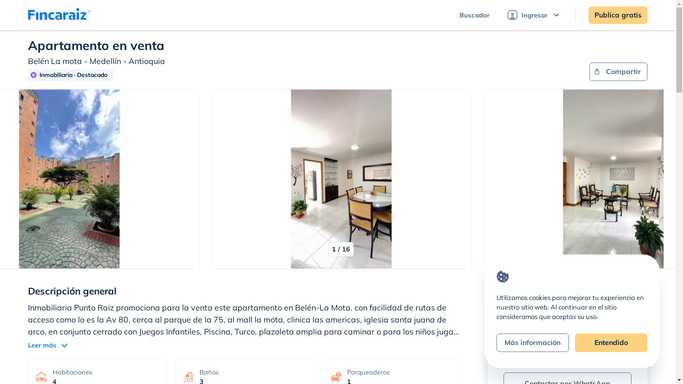 Fincaraiz
Buscador
Ingresar
Publica gratis
Apartamento en venta
Belén La mota - Medellín - Antioquia
Inmobiliaria · Destacado
Compartir
1 / 16
Descripción general
Inmobiliaria Punto Raiz promociona para la venta este apartamento en Belén-La Mota. con facilidad de rutas de
acceso como lo es la Av 80, cerca al parque de la 75, al mall la mota, clinica las americas, iglesia santa juana de
arco, en conjunto cerrado con Juegos Infantiles, Piscina, Turco, plazoleta amplia para caminar o para los niños juga...
Leer más
Habitaciones
4
Baños
3
Parqueaderos
1
Utilizamos cookies para mejorar tu experiencia en
nuestro sitio web. Al continuar en el sitio
consideramos que aceptas su uso.
Más información
Entendido
Contactar por WhatsApp